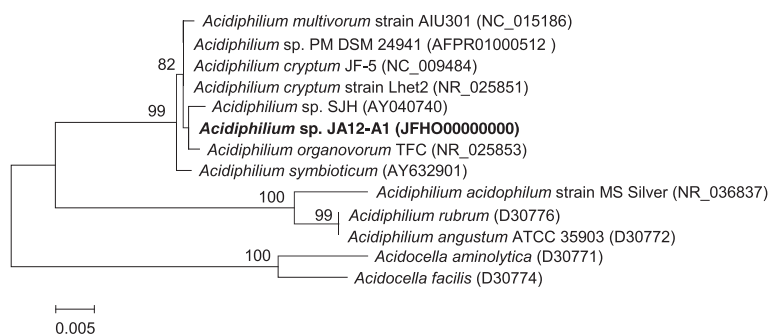 Acidiphilium multivorum strain AIU301 (NC_015186)
82
Acidiphilium sp. PM DSM 24941 (AFPR01000512 )
Acidiphilium cryptum JF-5 (NC_009484)
Acidiphilium cryptum strain Lhet2 (NR_025851)
99
Acidiphilium sp. SJH (AY040740)
Acidiphilium sp. JA12-A1 (JFHO00000000)
Acidiphilium organovorum TFC (NR_025853)
Acidiphilium symbioticum (AY632901)
100
Acidiphilium acidophilum strain MS Silver (NR_036837)
99
Acidiphilium rubrum (D30776)
Acidiphilium angustum ATCC 35903 (D30772)
100
Acidocella aminolytica (D30771)
Acidocella facilis (D30774)
0.005